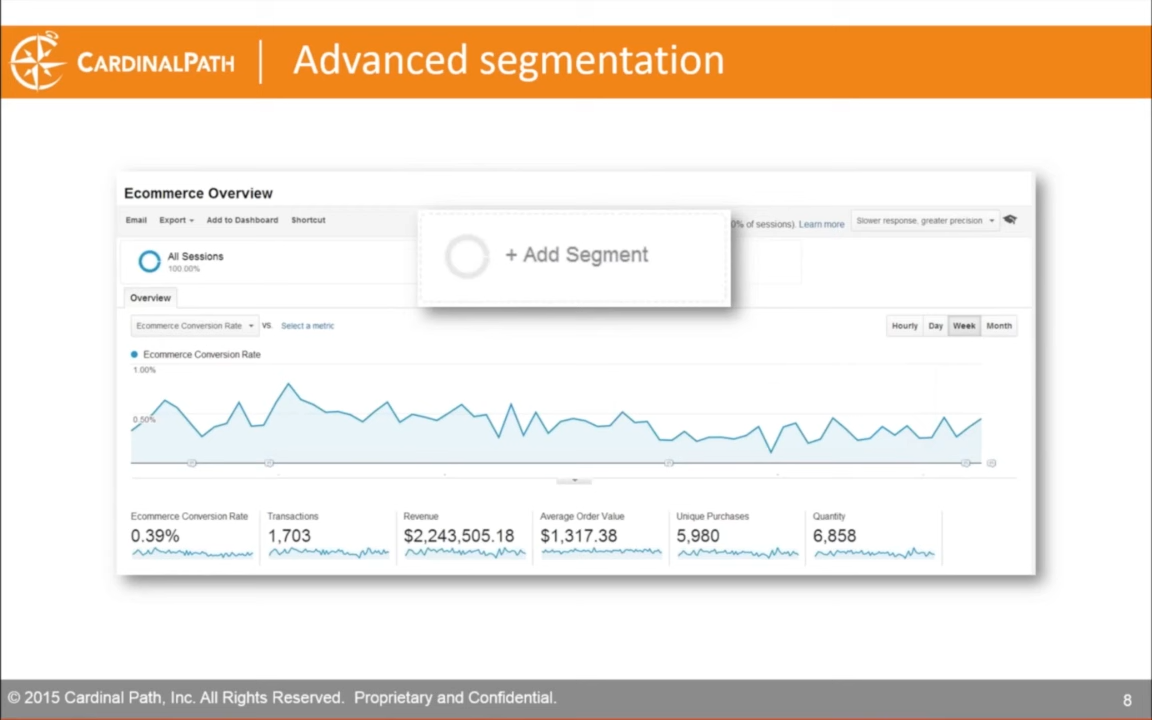 CARDINALPATH
Advanced segmentation
Ecommerce Overview
Email Export Add to Dashboard Shortcut
0% of sessions). Learn more Slower response, greater precision
All Sessions
100.00%
+ Add Segment
Overview
Ecommerce Conversion Rate VS. Select a metric
Hourly Day Week Month
Ecommerce Conversion Rate
1.00%
0.50%
Ecommerce Conversion Rate Transactions Revenue Average Order Value Unique Purchases Quantity
0.39% 1,703 $2,243,505.18 $1,317.38 5,980 6,858
© 2015 Cardinal Path, Inc. All Rights Reserved. Proprietary and Confidential.
8